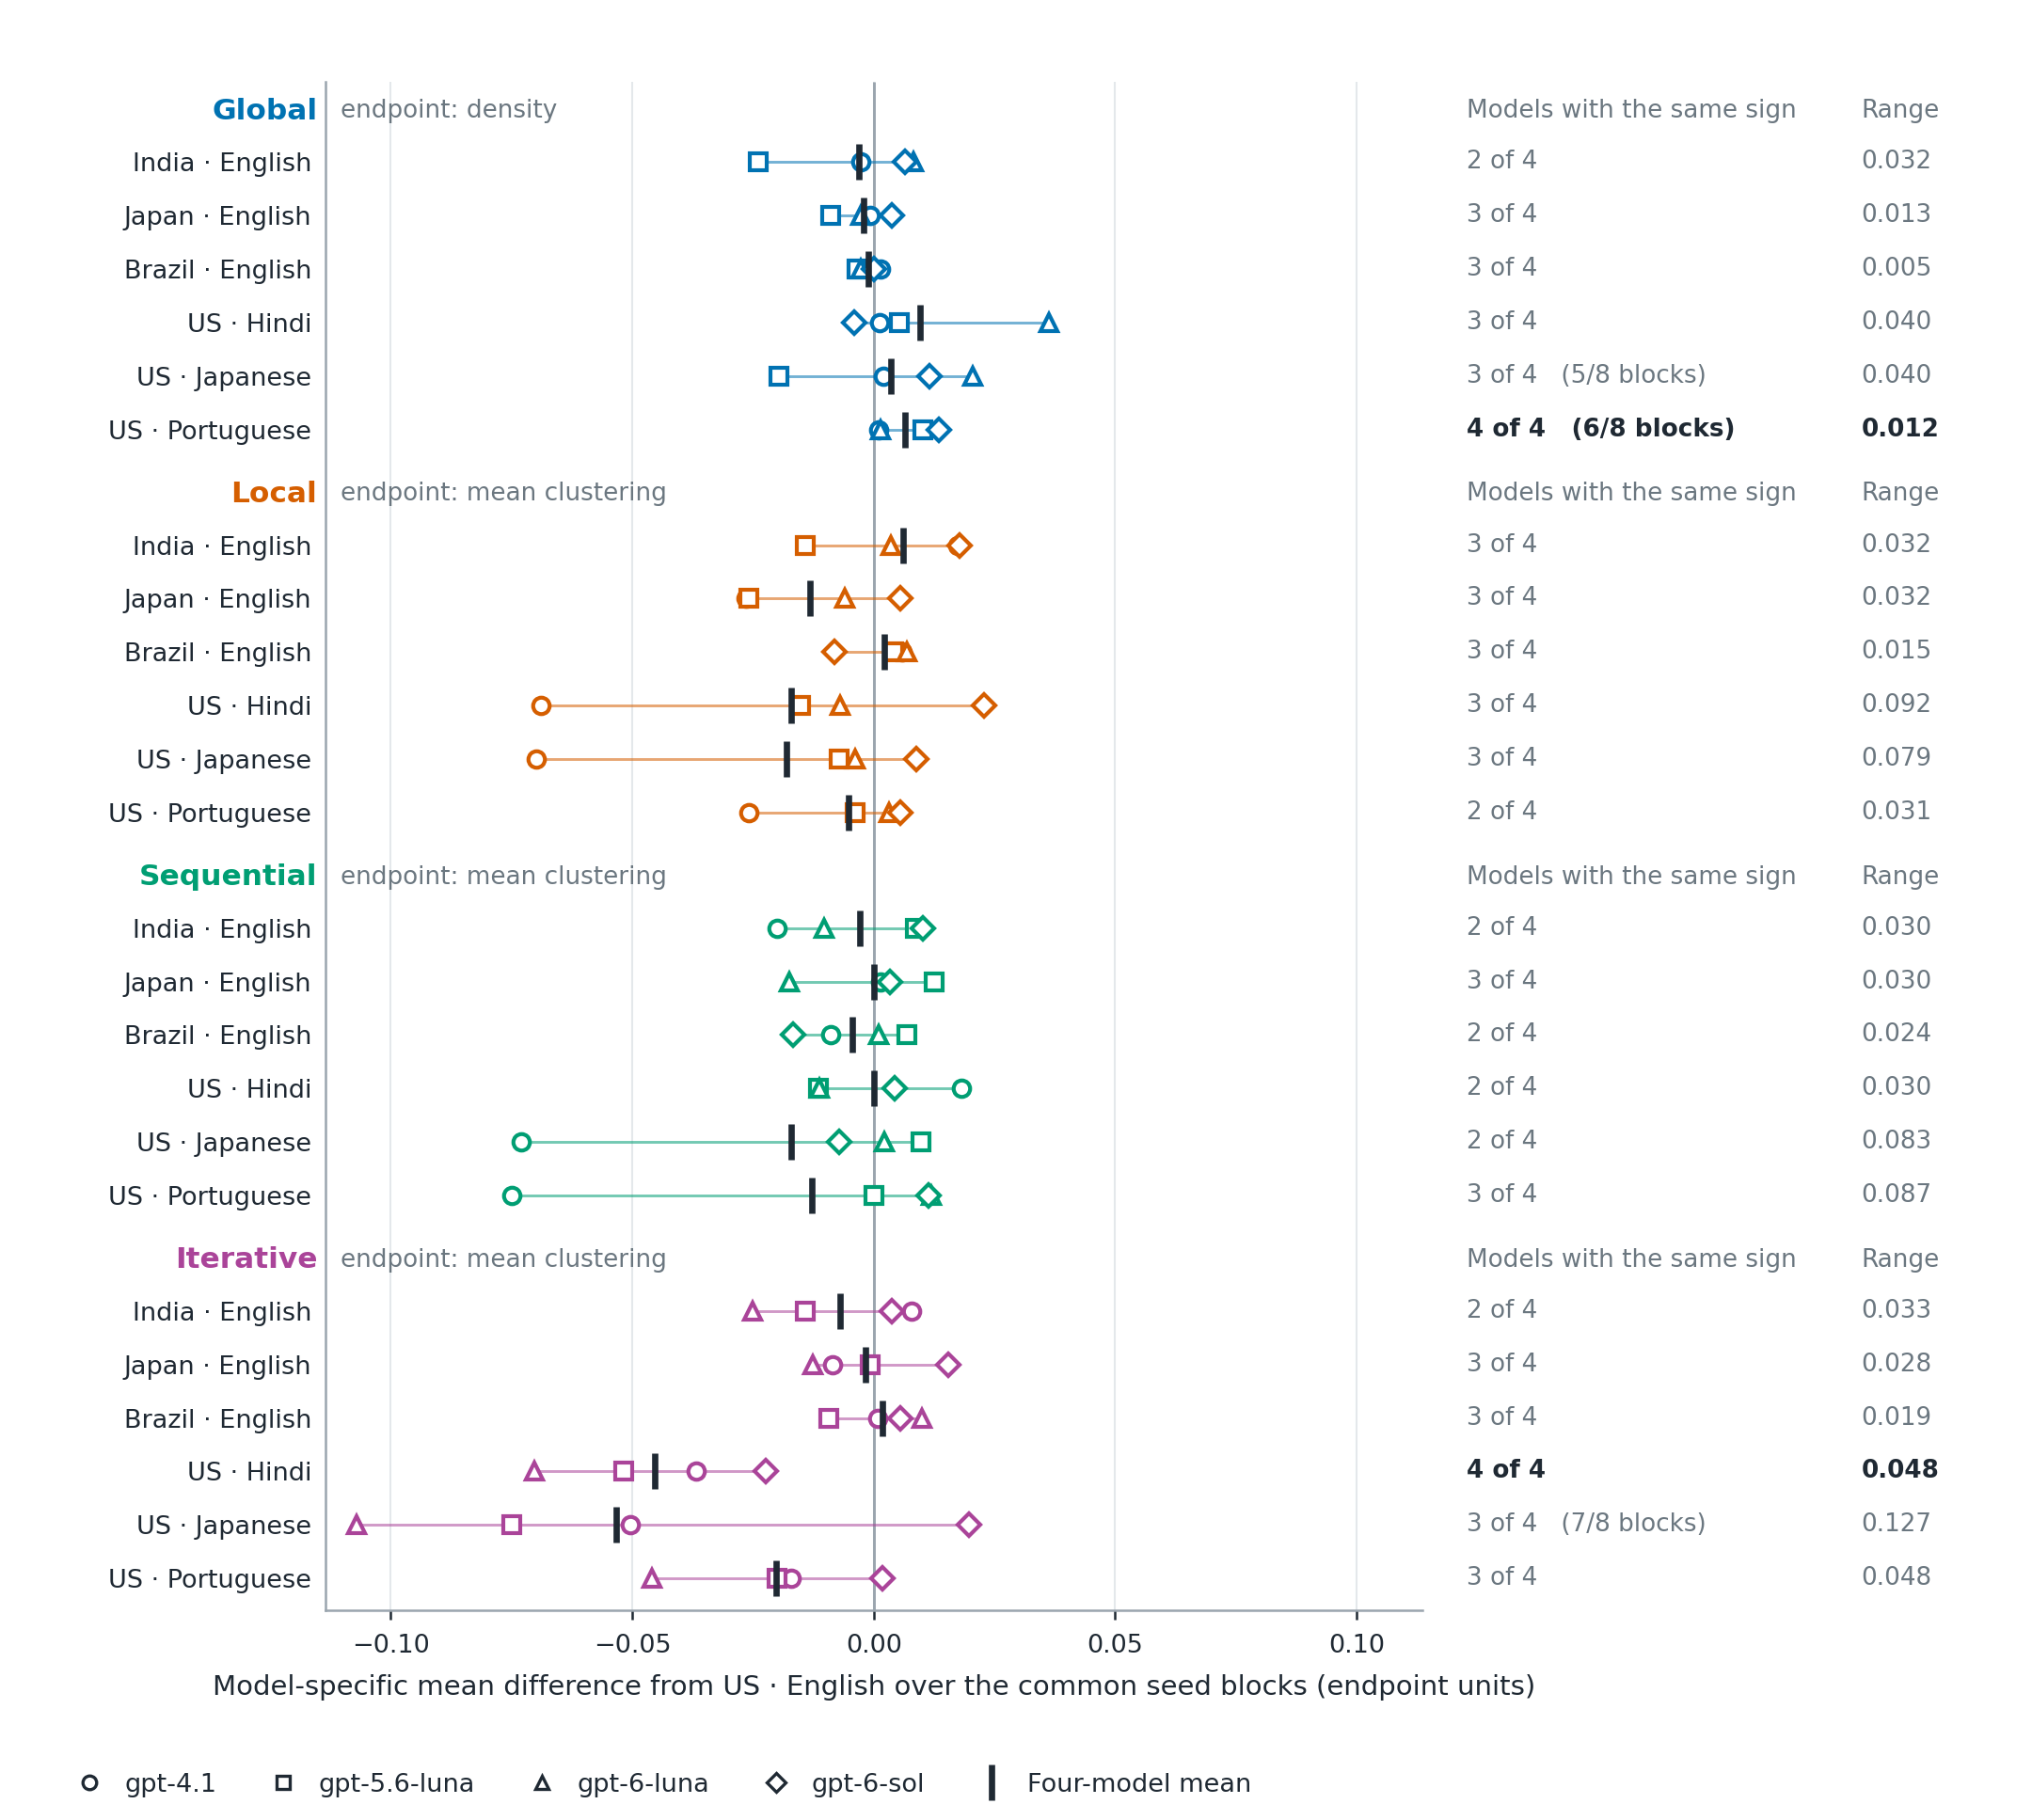 Global endpoint: density Models with the same sign Range
India · English 2 of 4 0.032
Japan · English 3 of 4 0.013
Brazil · English 3 of 4 0.005
US · Hindi 3 of 4 0.040
US · Japanese 3 of 4 (5/8 blocks) 0.040
US · Portuguese 4 of 4 (6/8 blocks) 0.012
Local endpoint: mean clustering Models with the same sign Range
India · English 3 of 4 0.032
Japan · English 3 of 4 0.032
Brazil · English 3 of 4 0.015
US · Hindi 3 of 4 0.092
US · Japanese 3 of 4 0.079
US · Portuguese 2 of 4 0.031
Sequential endpoint: mean clustering Models with the same sign Range
India · English 2 of 4 0.030
Japan · English 3 of 4 0.030
Brazil · English 2 of 4 0.024
US · Hindi 2 of 4 0.030
US · Japanese 2 of 4 0.083
US · Portuguese 3 of 4 0.087
Iterative endpoint: mean clustering Models with the same sign Range
India · English 2 of 4 0.033
Japan · English 3 of 4 0.028
Brazil · English 3 of 4 0.019
US · Hindi 4 of 4 0.048
US · Japanese 3 of 4 (7/8 blocks) 0.127
US · Portuguese 3 of 4 0.048
−0.10 −0.05 0.00 0.05 0.10
Model-specific mean difference from US · English over the common seed blocks (endpoint units)
gpt-4.1 gpt-5.6-luna gpt-6-luna gpt-6-sol Four-model mean